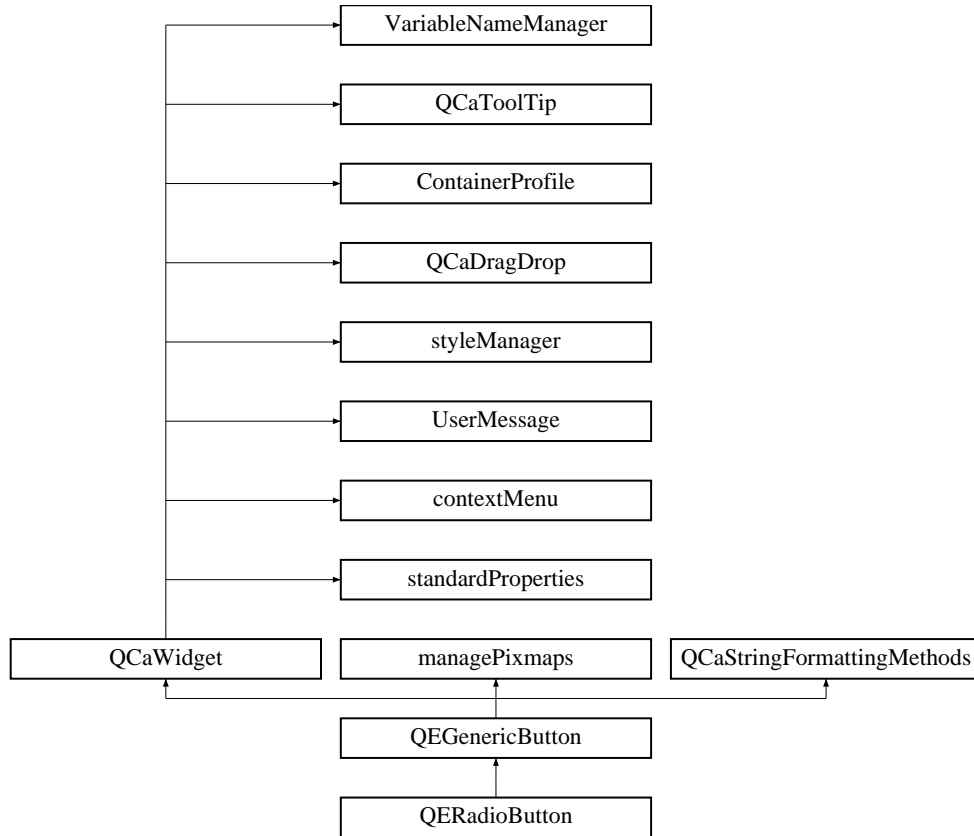 VariableNameManager
QCaToolTip
ContainerProfile
QCaDragDrop
styleManager
UserMessage
contextMenu
standardProperties
QCaWidget
managePixmaps
QCaStringFormattingMethods
QEGenericButton
QERadioButton